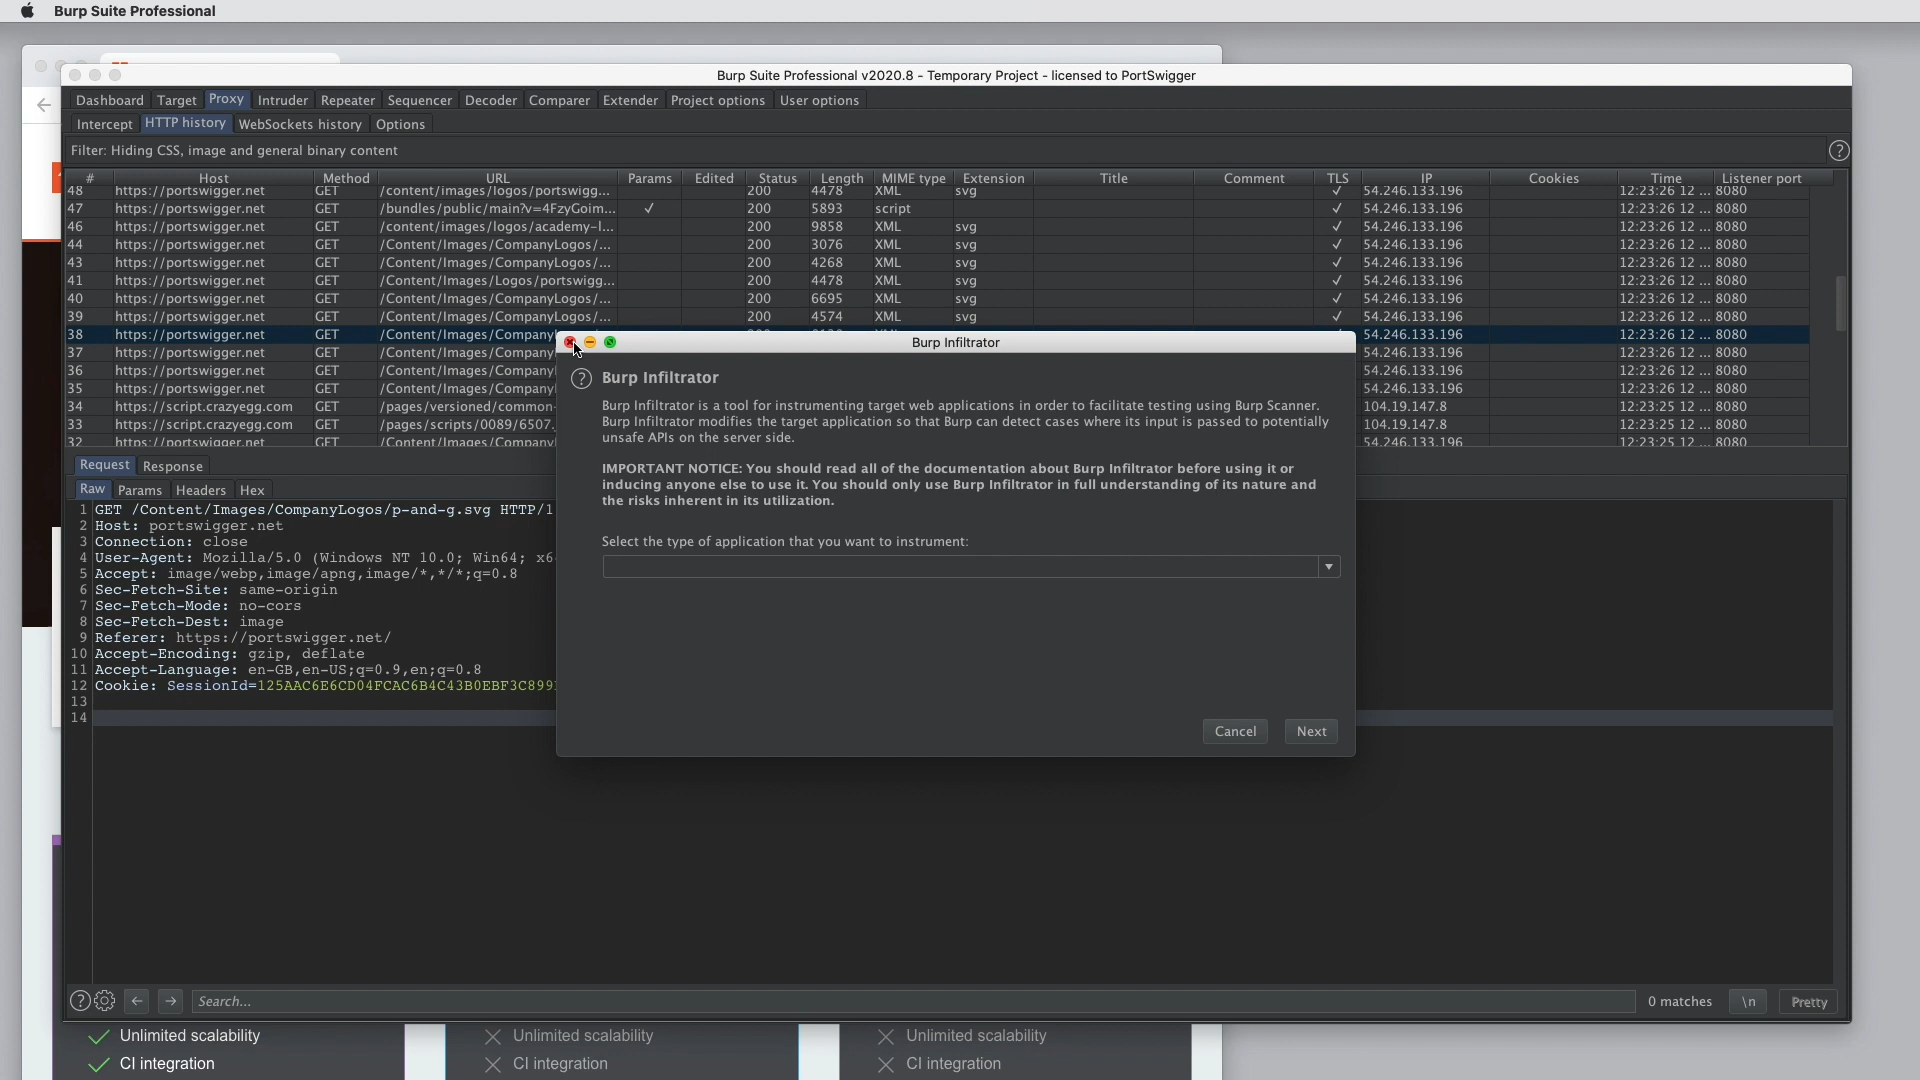 Burp Suite Professional
Burp Suite Professional v2020.8 - Temporary Project - licensed to PortSwigger
Dashboard Target Proxy Intruder Repeater Sequencer Decoder Comparer Extender Project options User options
Intercept HTTP history WebSockets history Options
Filter: Hiding CSS, image and general binary content ?
# Host Method URL Params Edited Status Length MIME type Extension Title Comment TLS IP Cookies Time Listener port
48 https://portswigger.net GET /content/images/logos/portswigg... 200 4478 XML svg ✓ 54.246.133.196 12:23:26 12 ... 8080
47 https://portswigger.net GET /bundles/public/main?v=4FzyGoim... ✓ 200 5893 script ✓ 54.246.133.196 12:23:26 12 ... 8080
46 https://portswigger.net GET /content/images/logos/academy-l... 200 9858 XML svg ✓ 54.246.133.196 12:23:26 12 ... 8080
44 https://portswigger.net GET /Content/Images/CompanyLogos/... 200 3076 XML svg ✓ 54.246.133.196 12:23:26 12 ... 8080
43 https://portswigger.net GET /Content/Images/CompanyLogos/... 200 4268 XML svg ✓ 54.246.133.196 12:23:26 12 ... 8080
41 https://portswigger.net GET /Content/Images/Logos/portswigg... 200 4478 XML svg ✓ 54.246.133.196 12:23:26 12 ... 8080
40 https://portswigger.net GET /Content/Images/CompanyLogos/... 200 6695 XML svg ✓ 54.246.133.196 12:23:26 12 ... 8080
39 https://portswigger.net GET /Content/Images/CompanyLogos/... 200 4574 XML svg ✓ 54.246.133.196 12:23:26 12 ... 8080
38 https://portswigger.net GET /Content/Images/Company 54.246.133.196 12:23:26 12 ... 8080
37 https://portswigger.net GET /Content/Images/Company 54.246.133.196 12:23:26 12 ... 8080
36 https://portswigger.net GET /Content/Images/Company 54.246.133.196 12:23:26 12 ... 8080
35 https://portswigger.net GET /Content/Images/Company 54.246.133.196 12:23:26 12 ... 8080
34 https://script.crazyegg.com GET /pages/versioned/common- 104.19.147.8 12:23:25 12 ... 8080
33 https://script.crazyegg.com GET /pages/scripts/0089/6507. 104.19.147.8 12:23:25 12 ... 8080
32 https://portswigger.net GET /Content/Images/Company 54.246.133.196 12:23:25 12 ... 8080
Burp Infiltrator
? Burp Infiltrator
Burp Infiltrator is a tool for instrumenting target web applications in order to facilitate testing using Burp Scanner.
Burp Infiltrator modifies the target application so that Burp can detect cases where its input is passed to potentially
unsafe APIs on the server side.
IMPORTANT NOTICE: You should read all of the documentation about Burp Infiltrator before using it or
inducing anyone else to use it. You should only use Burp Infiltrator in full understanding of its nature and
the risks inherent in its utilization.
Select the type of application that you want to instrument:
Cancel Next
Request Response
Raw Params Headers Hex
1 GET /Content/Images/CompanyLogos/p-and-g.svg HTTP/1
2 Host: portswigger.net
3 Connection: close
4 User-Agent: Mozilla/5.0 (Windows NT 10.0; Win64; x6
5 Accept: image/webp,image/apng,image/*,*/*;q=0.8
6 Sec-Fetch-Site: same-origin
7 Sec-Fetch-Mode: no-cors
8 Sec-Fetch-Dest: image
9 Referer: https://portswigger.net/
10 Accept-Encoding: gzip, deflate
11 Accept-Language: en-GB,en-US;q=0.9,en;q=0.8
12 Cookie: SessionId=125AAC6E6CD04FCAC6B4C43B0EBF3C899
13
14
? Search... 0 matches \n Pretty
Unlimited scalability Unlimited scalability Unlimited scalability
CI integration CI integration CI integration